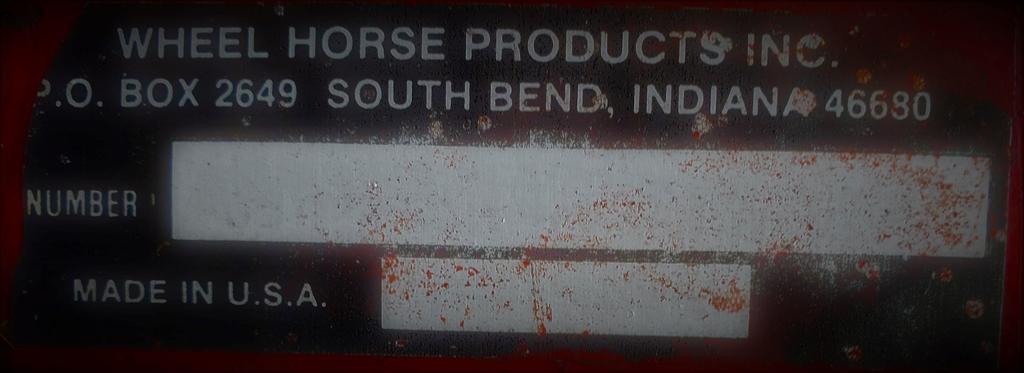 WHEEL HORSE PRODUCTS INC.
P.O. BOX 2649 SOUTH BEND, INDIANA 46680
NUMBER
MADE IN U.S.A.